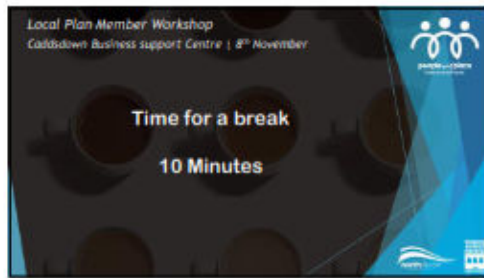 Local Plan Member Workshop
Caddsdown Business support Centre | 8th November
Time for a break
10 Minutes